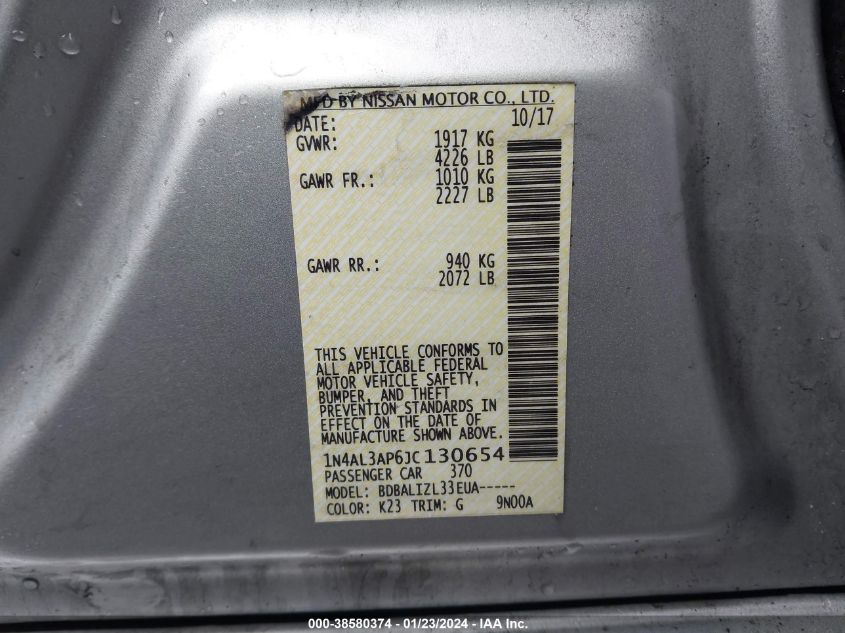 MFD BY NISSAN MOTOR CO., LTD.
DATE: 10/17
GVWR: 1917 KG
4226 LB
GAWR FR.: 1010 KG
2227 LB
GAWR RR.: 940 KG
2072 LB
THIS VEHICLE CONFORMS TO
ALL APPLICABLE FEDERAL
MOTOR VEHICLE SAFETY,
BUMPER, AND THEFT
PREVENTION STANDARDS IN
EFFECT ON THE DATE OF
MANUFACTURE SHOWN ABOVE.
1N4AL3AP6JC130654
PASSENGER CAR 370
MODEL: BDBALIZL33EUA-----
COLOR: K23 TRIM: G 9N00A
000-38580374 - 01/23/2024 - IAA Inc.